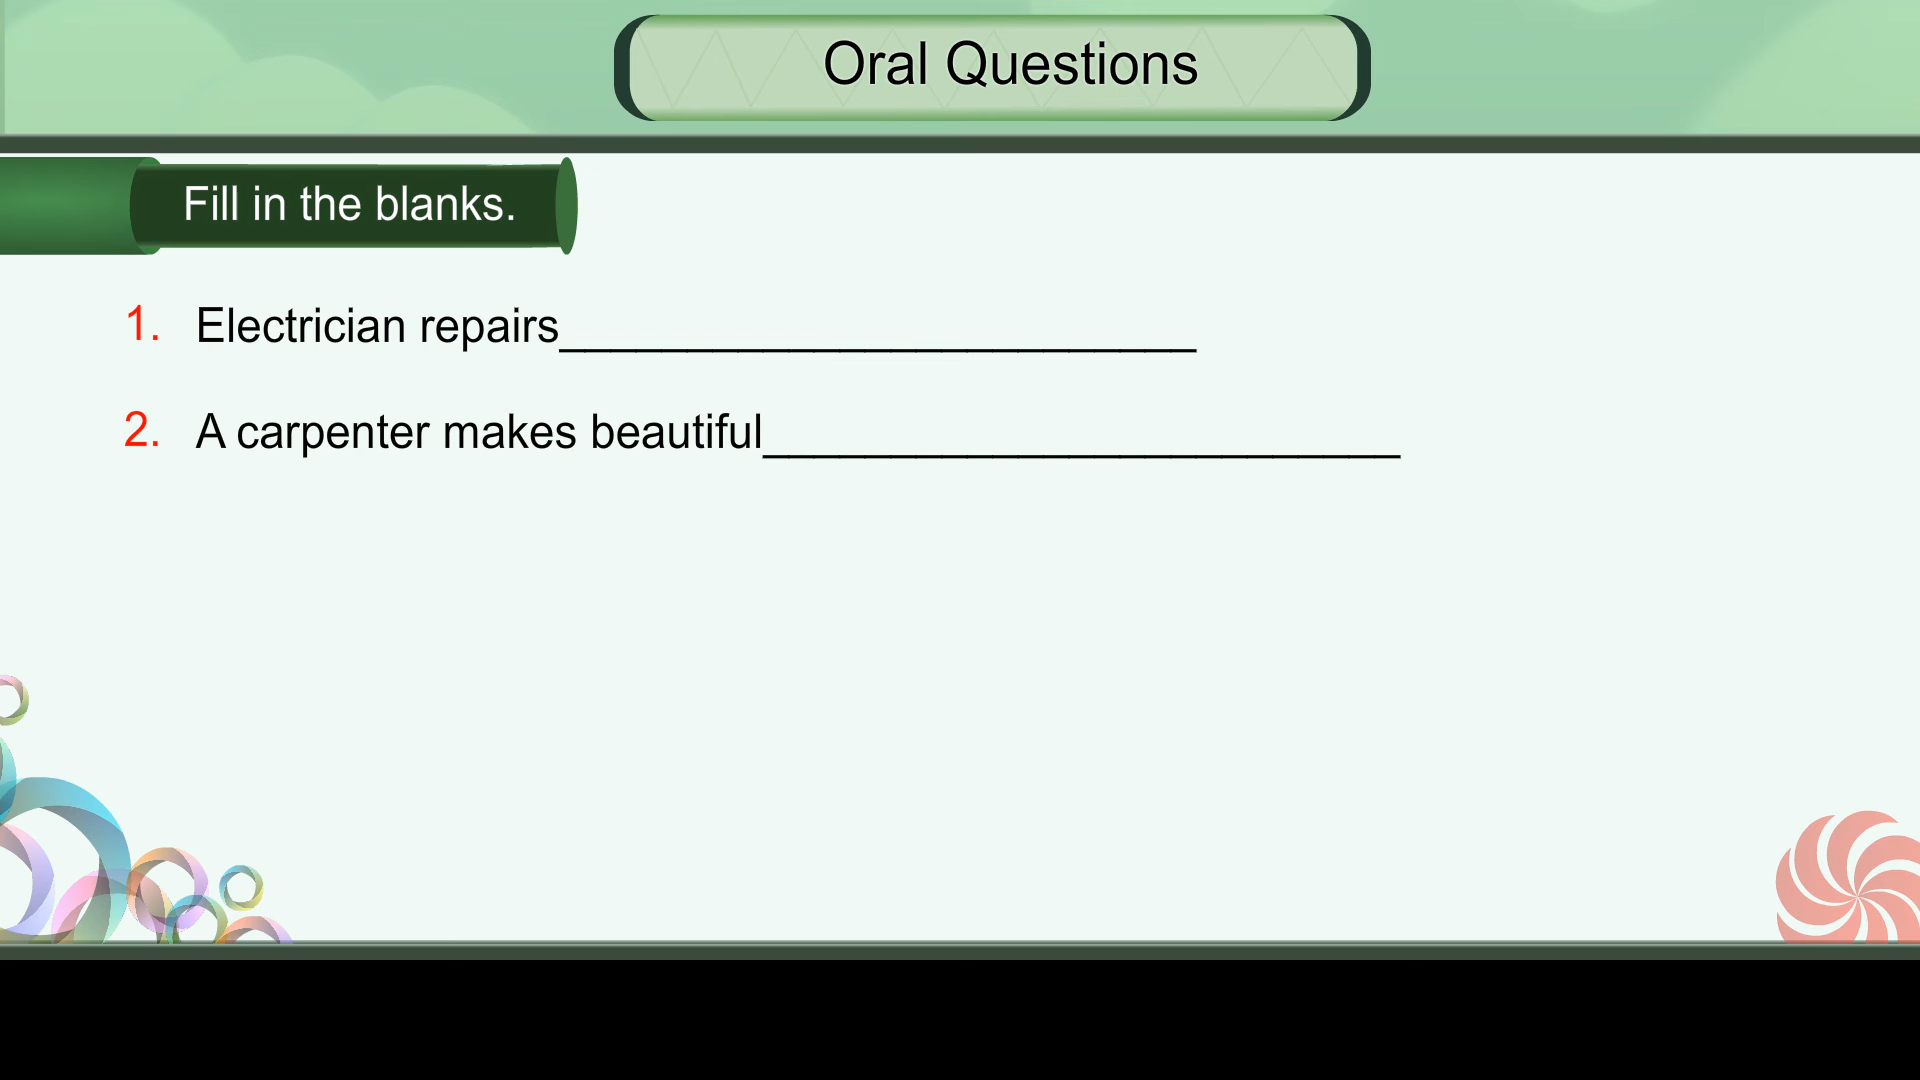 Oral Questions
Fill in the blanks.
1. Electrician repairs_________________________
2. A carpenter makes beautiful_________________________